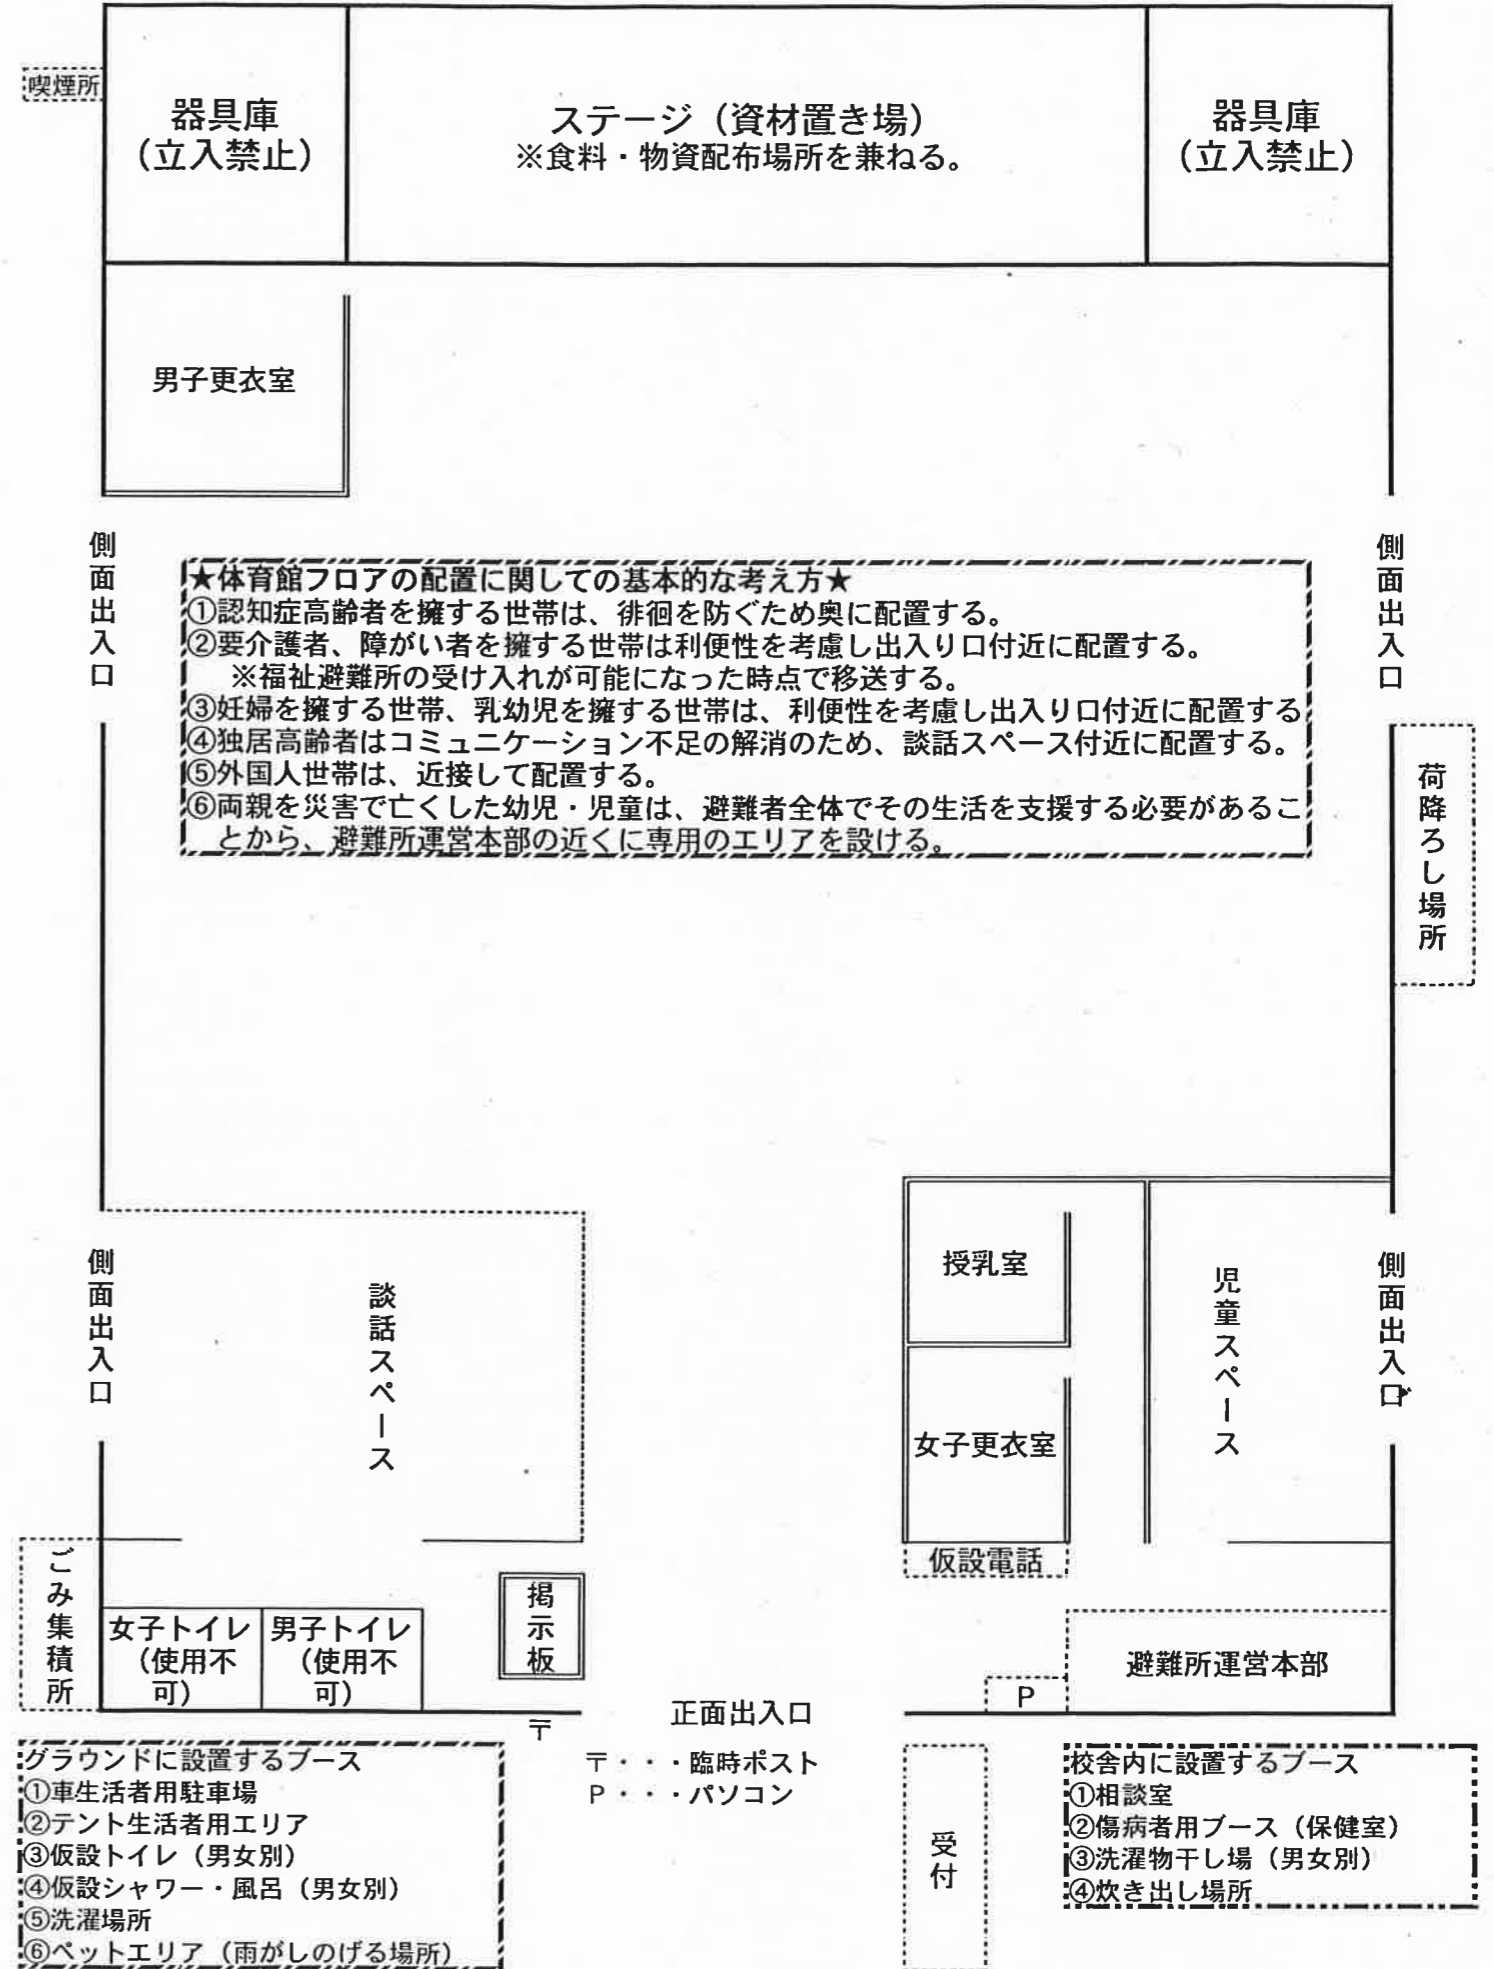 喫煙所
器具庫
（立入禁止）
ステージ（資材置き場）
※食料・物資配布場所を兼ねる。
器具庫
（立入禁止）
男子更衣室
側面出入口
側面出入口
★体育館フロアの配置に関しての基本的な考え方★
①認知症高齢者を擁する世帯は、徘徊を防ぐため奥に配置する。
②要介護者、障がい者を擁する世帯は利便性を考慮し出入り口付近に配置する。
※福祉避難所の受け入れが可能になった時点で移送する。
③妊婦を擁する世帯、乳幼児を擁する世帯は、利便性を考慮し出入り口付近に配置する
④独居高齢者はコミュニケーション不足の解消のため、談話スペース付近に配置する。
⑤外国人世帯は、近接して配置する。
⑥両親を災害で亡くした幼児・児童は、避難者全体でその生活を支援する必要があるこ
とから、避難所運営本部の近くに専用のエリアを設ける。
荷降ろし場所
側面出入口
談話スペース
授乳室
児童スペース
側面出入口
女子更衣室
仮設電話
ごみ集積所
女子トイレ
（使用不
可）
男子トイレ
（使用不
可）
掲示板
避難所運営本部
P
正面出入口
〒
〒・・・臨時ポスト
P・・・パソコン
グラウンドに設置するブース
①車生活者用駐車場
②テント生活者用エリア
③仮設トイレ（男女別）
④仮設シャワー・風呂（男女別）
⑤洗濯場所
⑥ペットエリア（雨がしのげる場所）
受付
校舎内に設置するブース
①相談室
②傷病者用ブース（保健室）
③洗濯物干し場（男女別）
④炊き出し場所